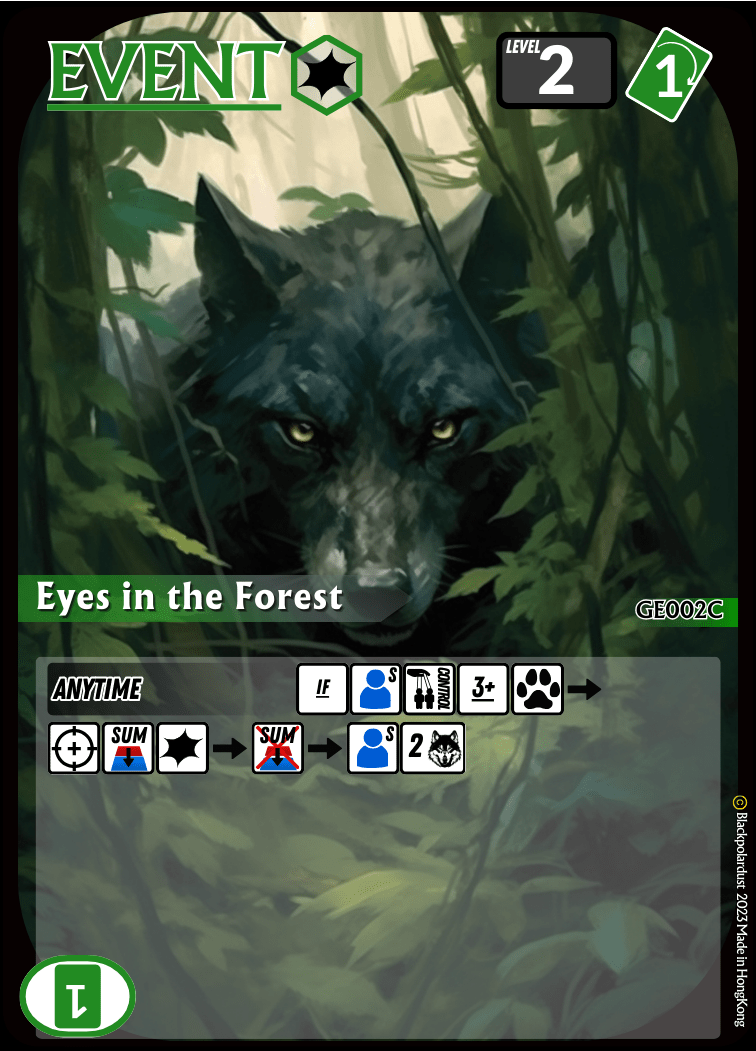 EVENT
LEVEL 2
1
Eyes in the Forest
GE002C
ANYTIME IF S CONTROL 3+
SUM SUM S 2
1
© Blackpolardust 2023 Made in HongKong